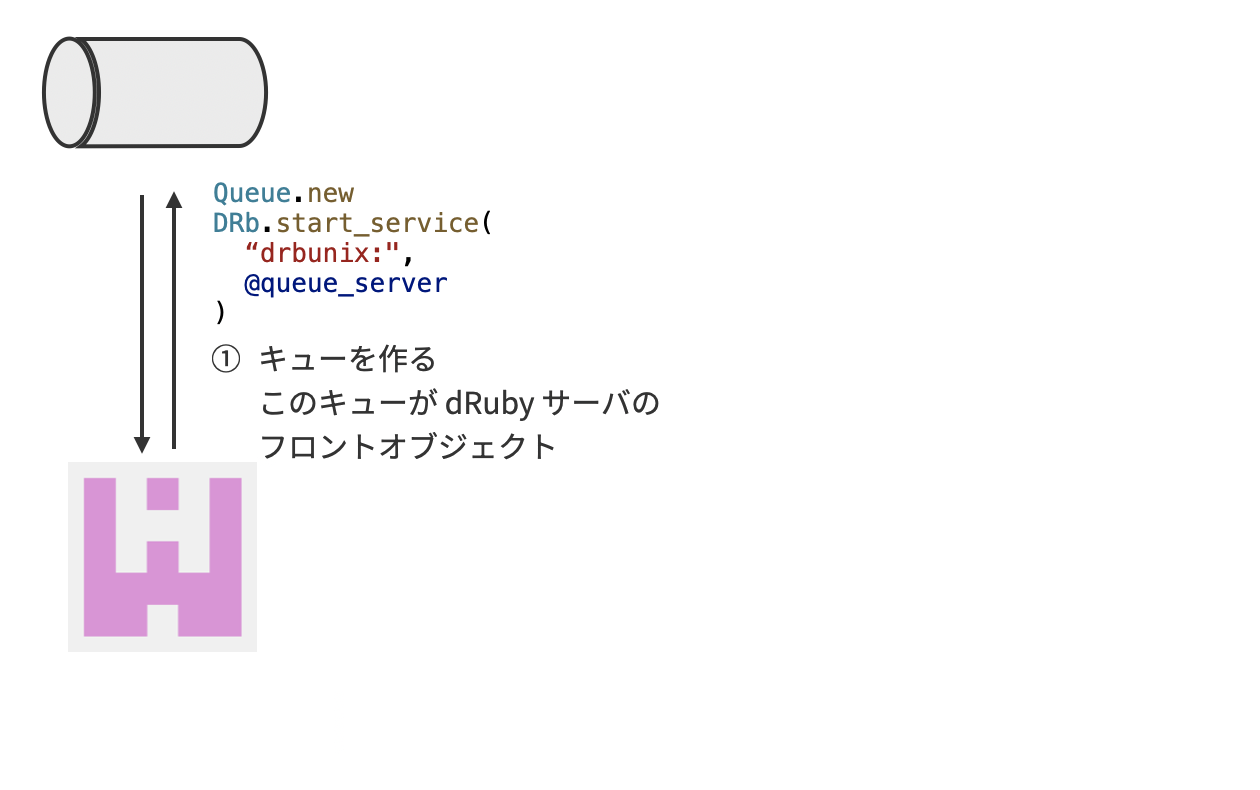 Queue.new
DRb.start_service(
  “drbunix:",
  @queue_server
)
① キューを作る
このキューが dRuby サーバの
フロントオブジェクト